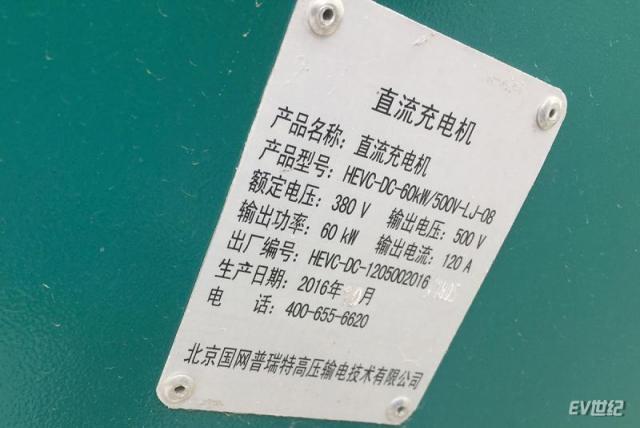 直流充电机
产品名称：直流充电机
产品型号：HEVC-DC-60kW/500V-LJ-0B
额定电压：380 V 输出电压：500 V
输出功率：60 kW 输出电流：120 A
出厂编号：HEVC-DC-1205002016
生产日期：2016年 月
电 话：400-655-6620
北京国网普瑞特高压输电技术有限公司
EV世纪